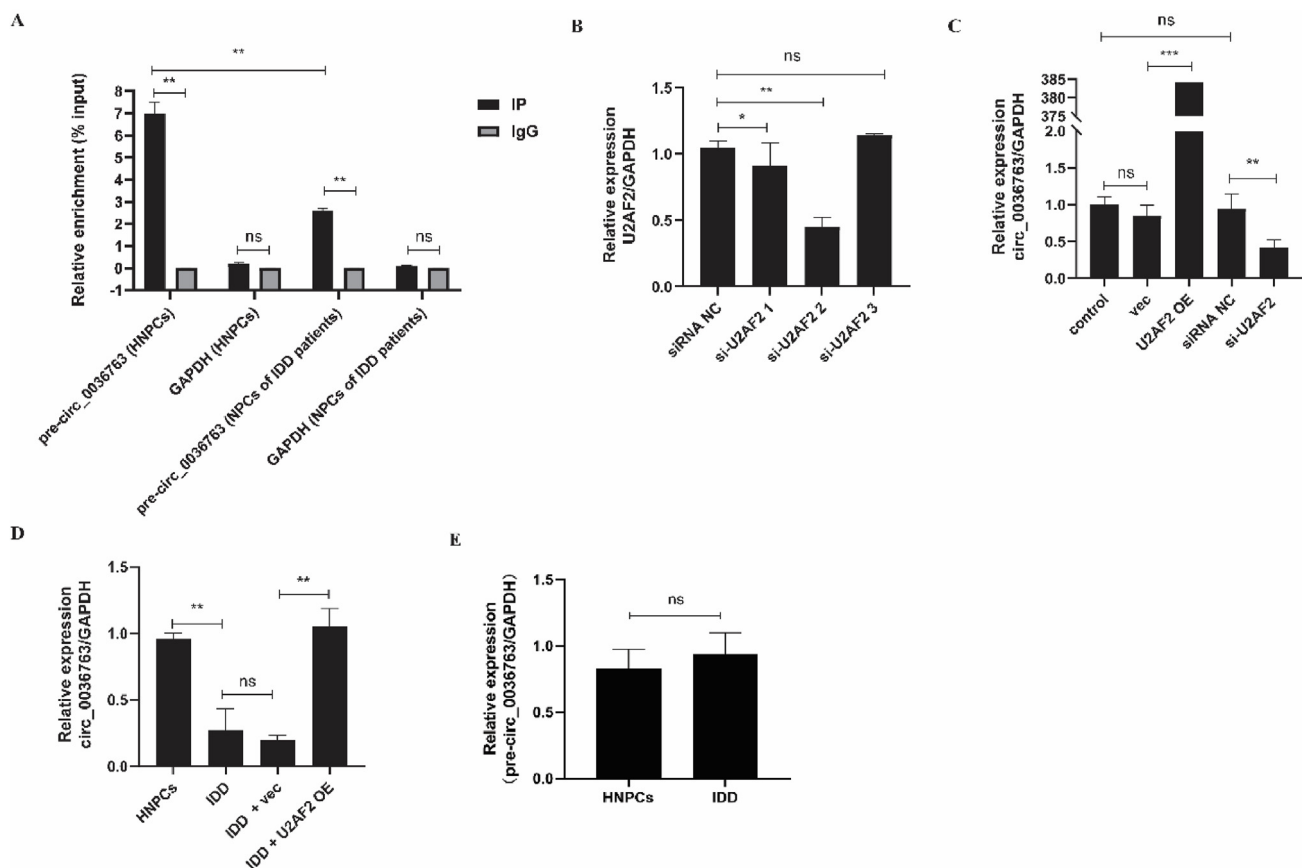 A
Relative enrichment (% input)
8
7
6
5
4
3
2
1
0
-1
**
**
ns
**
ns
IP
IgG
pre-circ_0036763 (HNPCs)
GAPDH (HNPCs)
pre-circ_0036763 (NPCs of IDD patients)
GAPDH (NPCs of IDD patients)
B
Relative expression
U2AF2/GAPDH
1.5
1.0
0.5
0.0
ns
**
*
siRNA NC
si-U2AF2 1
si-U2AF2 2
si-U2AF2 3
C
Relative expression
circ_0036763/GAPDH
385
380
375
2.0
1.5
1.0
0.5
0.0
ns
***
ns
**
control
vec
U2AF2 OE
siRNA NC
si-U2AF2
D
Relative expression
circ_0036763/GAPDH
1.5
1.0
0.5
0.0
**
ns
**
HNPCs
IDD
IDD + vec
IDD + U2AF2 OE
E
Relative expression
(pre-circ_0036763/GAPDH)
1.5
1.0
0.5
0.0
ns
HNPCs
IDD